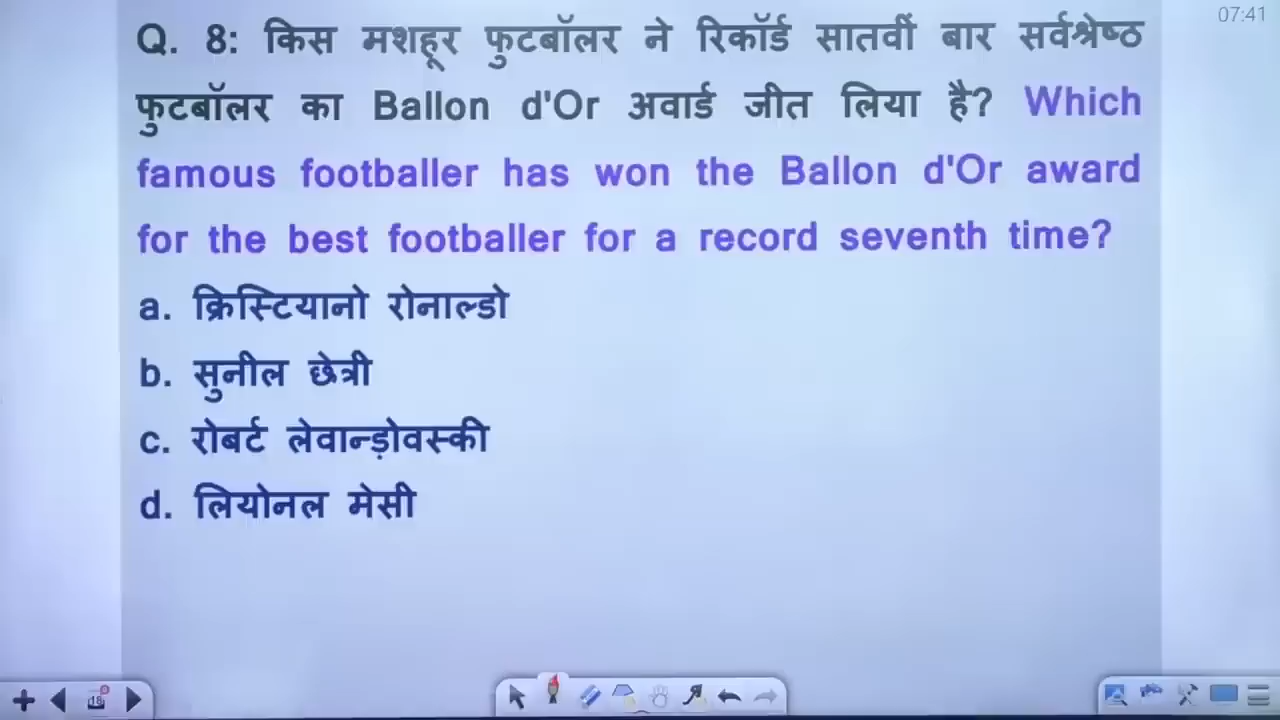 07:41
Q. 8: किस मशहूर फुटबॉलर ने रिकॉर्ड सातवीं बार सर्वश्रेष्ठ
फुटबॉलर का Ballon d'Or अवार्ड जीत लिया है? Which
famous footballer has won the Ballon d'Or award
for the best footballer for a record seventh time?
a. क्रिस्टियानो रोनाल्डो
b. सुनील छेत्री
c. रोबर्ट लेवान्ड़ोवस्की
d. लियोनल मेसी
18